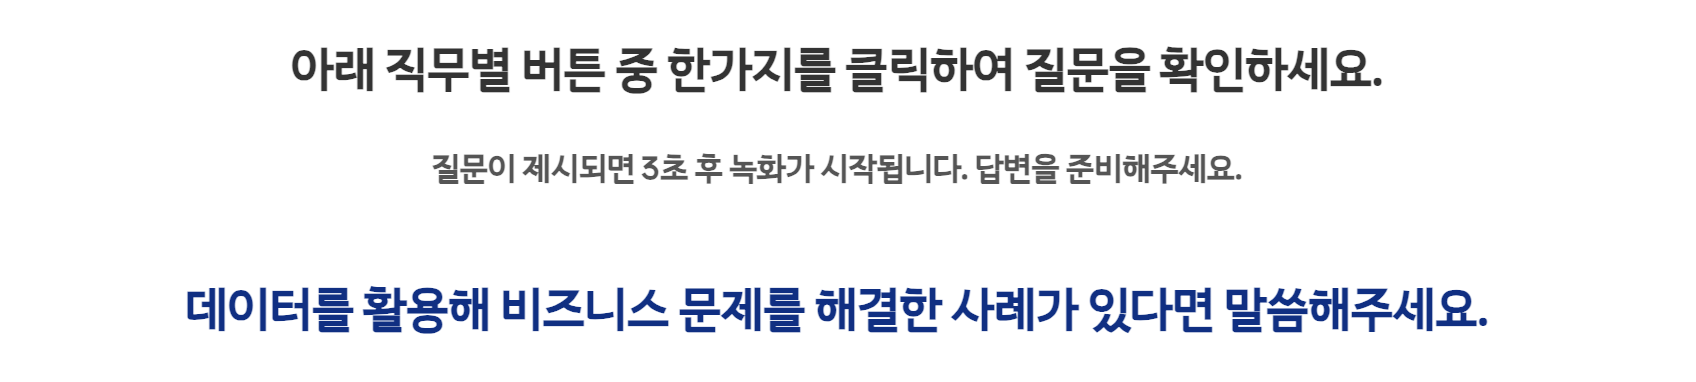 아래 직무별 버튼 중 한가지를 클릭하여 질문을 확인하세요.
질문이 제시되면 3초 후 녹화가 시작됩니다. 답변을 준비해주세요.
데이터를 활용해 비즈니스 문제를 해결한 사례가 있다면 말씀해주세요.